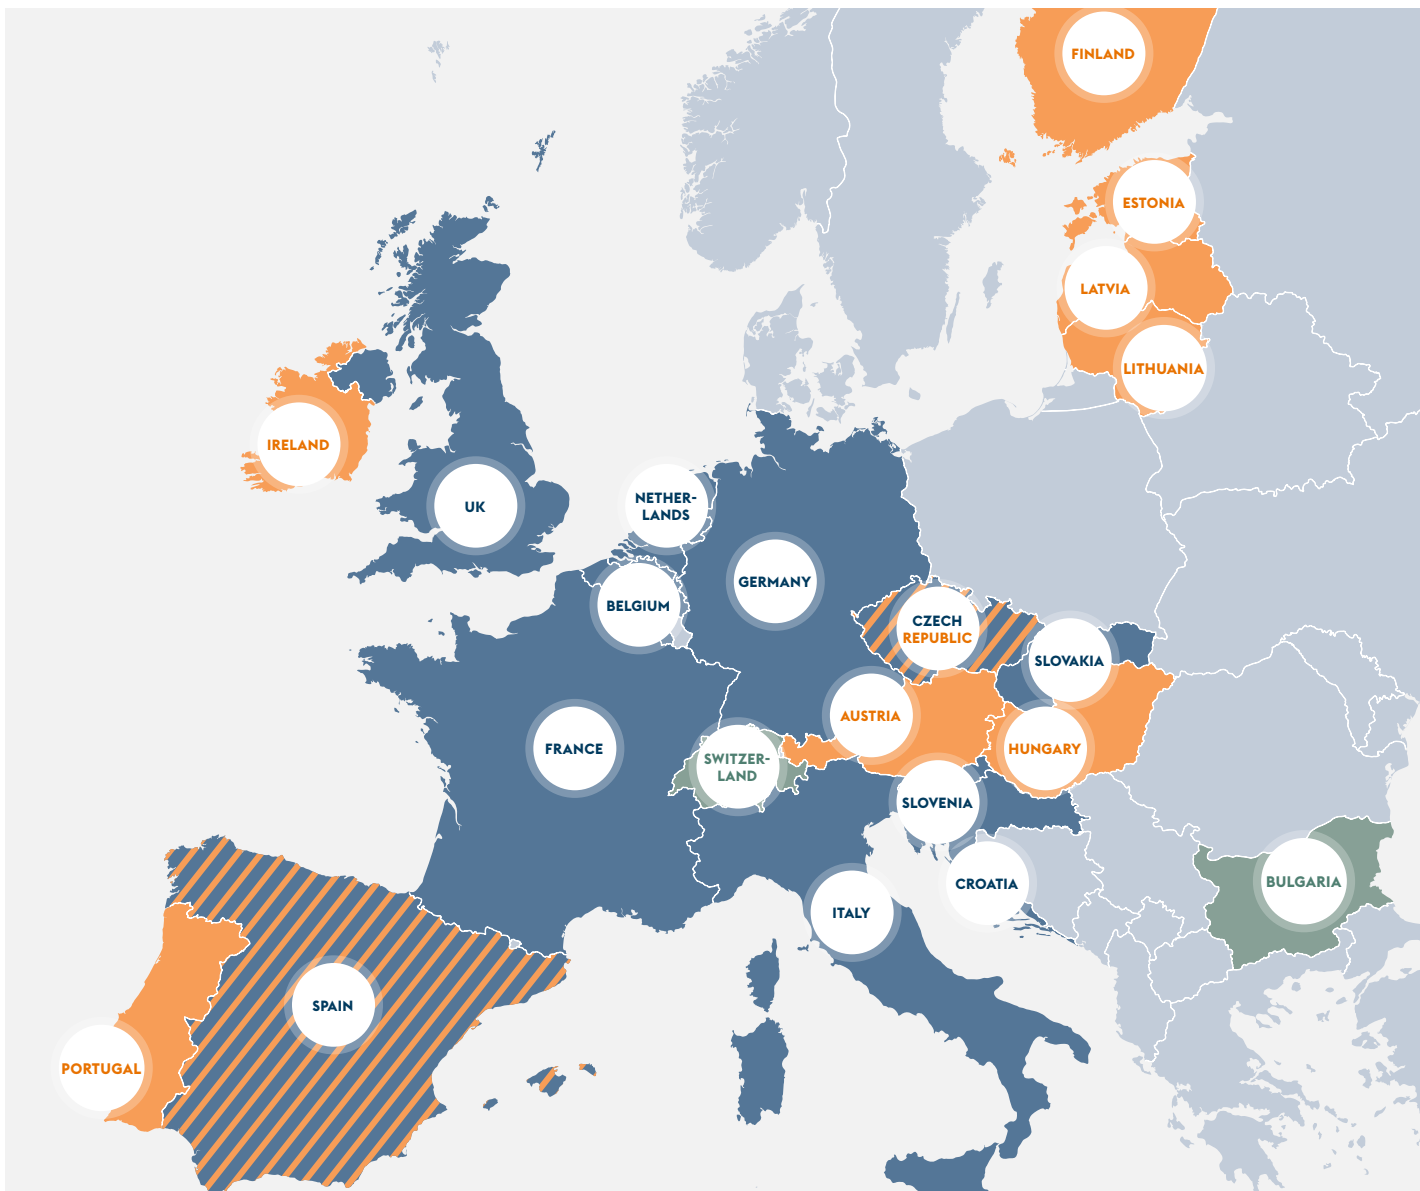 FINLAND
ESTONIA
LATVIA
LITHUANIA
IRELAND
UK
NETHER-
LANDS
GERMANY
BELGIUM
CZECH
REPUBLIC
SLOVAKIA
AUSTRIA
FRANCE
HUNGARY
SWITZER-
LAND
SLOVENIA
CROATIA
BULGARIA
ITALY
SPAIN
PORTUGAL